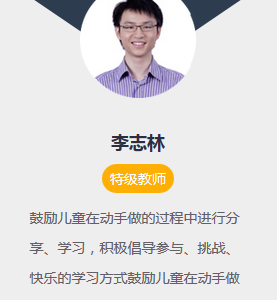 李志林
特级教师
鼓励儿童在动手做的过程中进行分
享、学习，积极倡导参与、挑战、
快乐的学习方式鼓励儿童在动手做